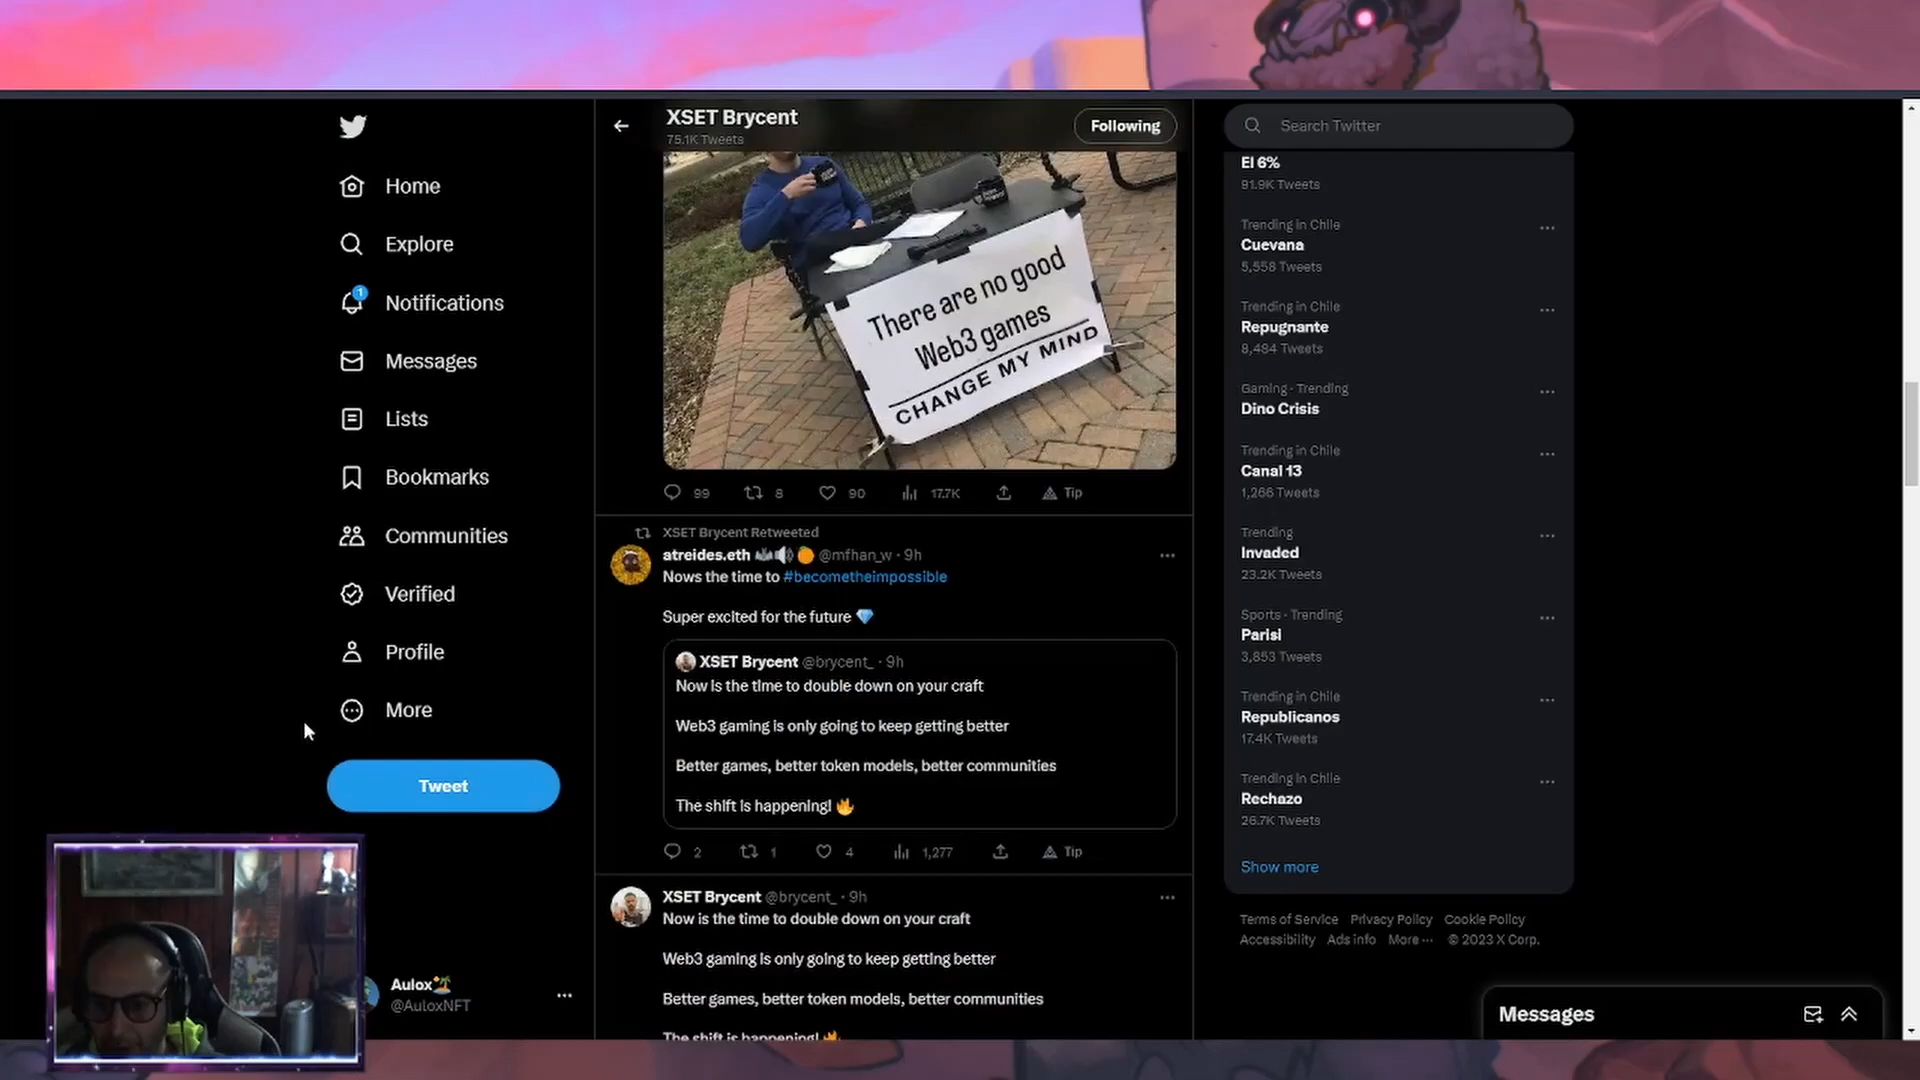 Home
Explore
1
Notifications
Messages
Lists
Bookmarks
Communities
Verified
Profile
More
Tweet
Aulox🏝️
@AuloxNFT
XSET Brycent
75.1K Tweets
Following
There are no good
Web3 games
CHANGE MY MIND
99 8 90 17.7K Tip
XSET Brycent Retweeted
atreides.eth @mfhan_w · 9h
Nows the time to #becometheimpossible
Super excited for the future 💎
XSET Brycent @brycent_ · 9h
Now is the time to double down on your craft
Web3 gaming is only going to keep getting better
Better games, better token models, better communities
The shift is happening! 🔥
2 1 4 1,277 Tip
XSET Brycent @brycent_ · 9h
Now is the time to double down on your craft
Web3 gaming is only going to keep getting better
Better games, better token models, better communities
The shift is happening! 🔥
Search Twitter
El 6%
91.9K Tweets
Trending in Chile
Cuevana
5,558 Tweets
Trending in Chile
Repugnante
8,484 Tweets
Gaming · Trending
Dino Crisis
Trending in Chile
Canal 13
1,266 Tweets
Trending
Invaded
23.2K Tweets
Sports · Trending
Parisi
3,853 Tweets
Trending in Chile
Republicanos
17.4K Tweets
Trending in Chile
Rechazo
26.7K Tweets
Show more
Terms of Service Privacy Policy Cookie Policy
Accessibility Ads info More ··· © 2023 X Corp.
Messages